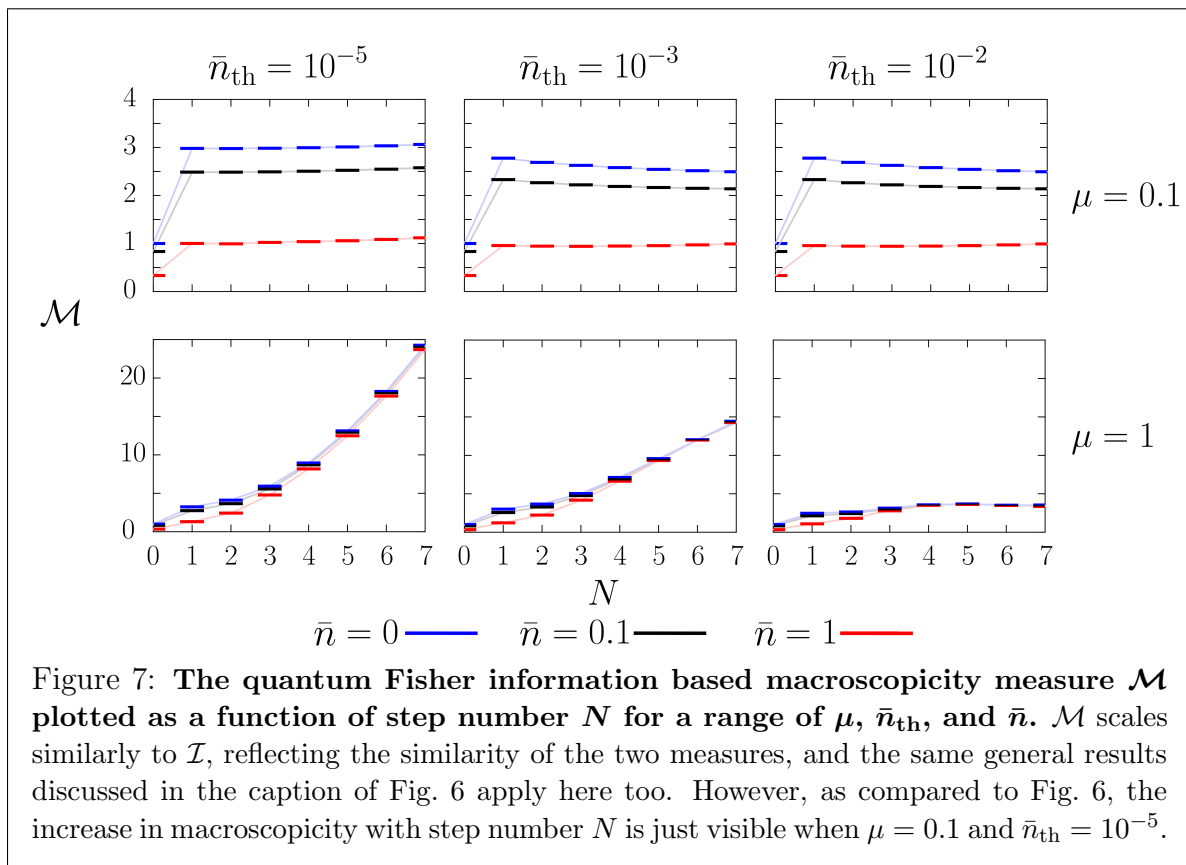 n̄th = 10⁻⁵ n̄th = 10⁻³ n̄th = 10⁻²
4
3
2
1
0
μ = 0.1
ℳ
20
10
0
μ = 1
0 1 2 3 4 5 6 7 0 1 2 3 4 5 6 7 0 1 2 3 4 5 6 7
N
n̄ = 0 n̄ = 0.1 n̄ = 1
Figure 7: The quantum Fisher information based macroscopicity measure ℳ
plotted as a function of step number N for a range of μ, n̄th, and n̄. ℳ scales
similarly to ℐ, reflecting the similarity of the two measures, and the same general results
discussed in the caption of Fig. 6 apply here too. However, as compared to Fig. 6, the
increase in macroscopicity with step number N is just visible when μ = 0.1 and n̄th = 10⁻⁵.